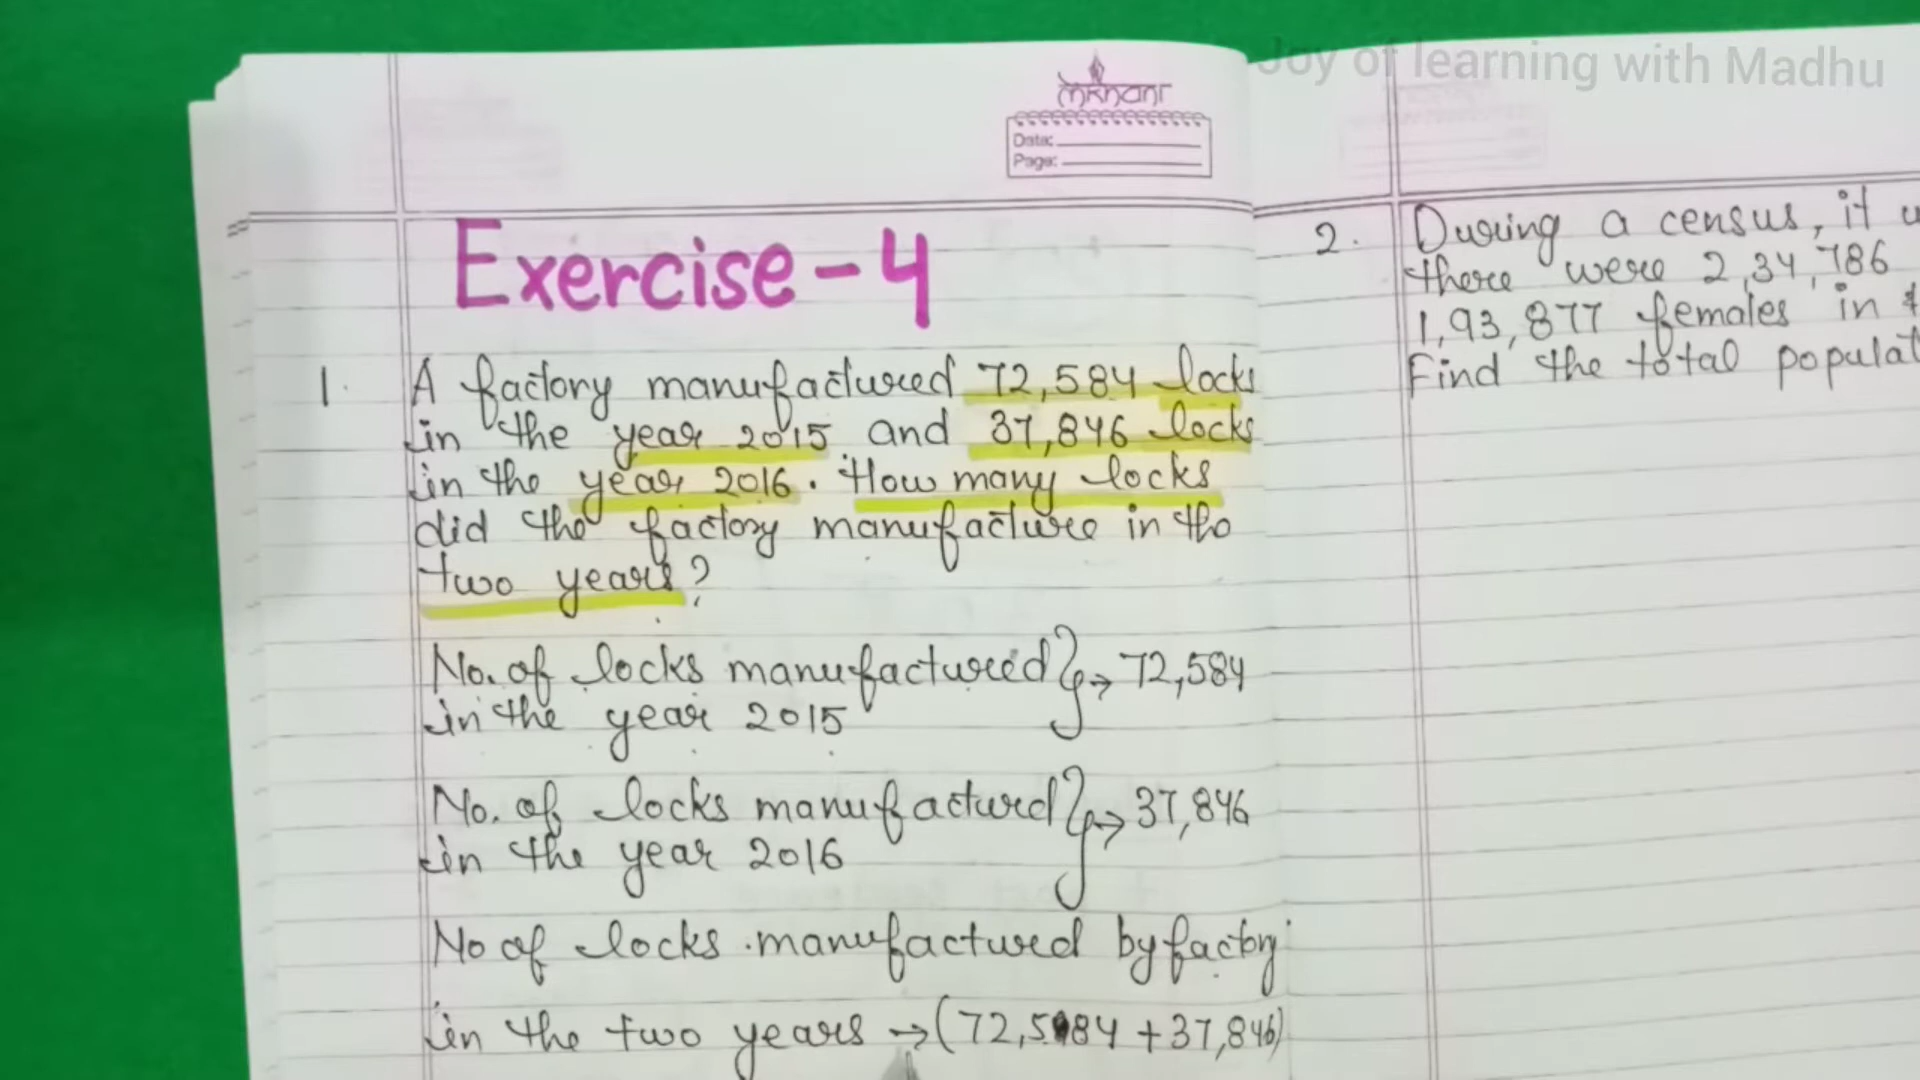 Joy of learning with Madhu
Date:
Page:
Exercise-4
1. A factory manufactured 72,584 locks
in the year 2015 and 37,846 locks
in the year 2016. How many locks
did the factory manufacture in the
two years?
No. of locks manufactured } → 72,584
in the year 2015
No. of locks manufactured } → 37,846
in the year 2016
No of locks manufactured by factory
in the two years → (72,584 + 37,846)
2. During a census, it
there were 2,34,786
1,93,877 females in
Find the total